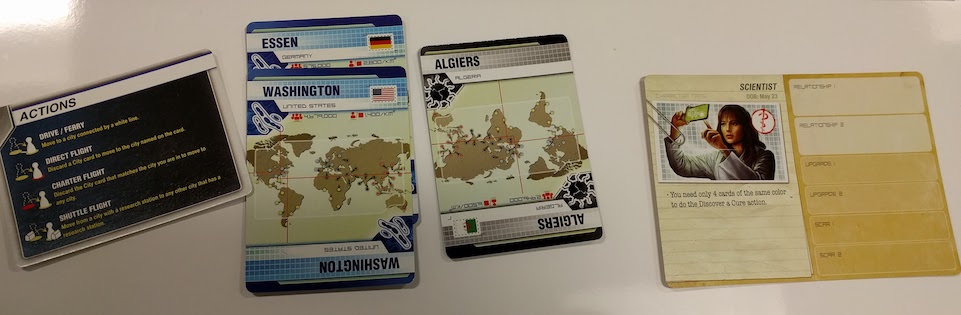 ACTIONS
DRIVE / FERRY
Move to a city connected by a white line.
DIRECT FLIGHT
Discard a City card to move to the city named on the card.
CHARTER FLIGHT
Discard the City card that matches the city you are in to move to
any city.
SHUTTLE FLIGHT
Move from a city with a research station to any other city that has a
research station.
ESSEN
GERMANY
WASHINGTON
UNITED STATES
UNITED STATES
WASHINGTON
ALGIERS
ALGERIA
ALGERIA
ALGIERS
SCIENTIST
DOB: May 23
· You need only 4 cards of the same color
to do the Discover a Cure action.
RELATIONSHIP 1
RELATIONSHIP 2
UPGRADE 1
UPGRADE 2
SCAR 1
SCAR 2